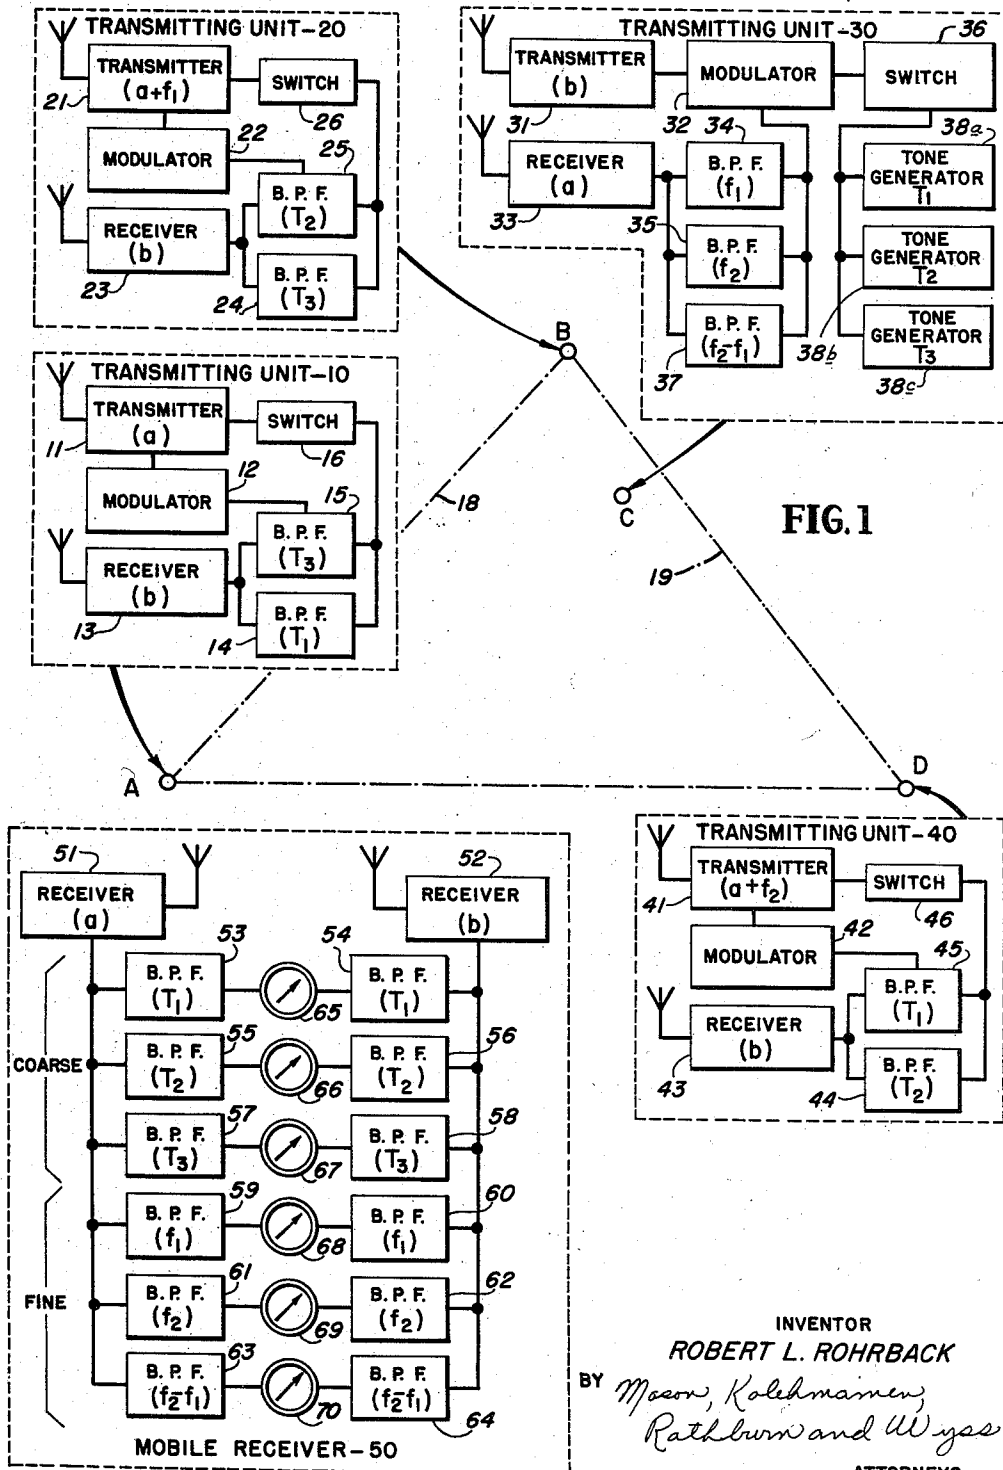 TRANSMITTING UNIT-20
TRANSMITTER
(a+f₁)
21
SWITCH
26
22
MODULATOR
25
B. P. F.
(T₂)
RECEIVER
(b)
23
B. P. F.
(T₃)
24
TRANSMITTING UNIT-30
36
TRANSMITTER
(b)
31
MODULATOR
32
SWITCH
34
38a
RECEIVER
(a)
33
B. P. F.
(f₁)
TONE
GENERATOR
T₁
35
B. P. F.
(f₂)
TONE
GENERATOR
T₂
38b
B. P. F.
(f₂-f₁)
37
TONE
GENERATOR
T₃
38c
TRANSMITTING UNIT-10
TRANSMITTER
(a)
11
SWITCH
16
12
MODULATOR
15
B. P. F.
(T₃)
RECEIVER
(b)
13
B. P. F.
(T₁)
14
B
18
C
19
FIG. 1
A
D
TRANSMITTING UNIT-40
TRANSMITTER
(a+f₂)
41
SWITCH
46
42
MODULATOR
45
B. P. F.
(T₁)
RECEIVER
(b)
43
B. P. F.
(T₂)
44
51
RECEIVER
(a)
52
RECEIVER
(b)
COARSE
53
B. P. F.
(T₁)
65
54
B. P. F.
(T₁)
55
B. P. F.
(T₂)
66
56
B. P. F.
(T₂)
57
B. P. F.
(T₃)
67
58
B. P. F.
(T₃)
FINE
59
B. P. F.
(f₁)
68
60
B. P. F.
(f₁)
61
B. P. F.
(f₂)
69
62
B. P. F.
(f₂)
63
B. P. F.
(f₂-f₁)
70
B. P. F.
(f₂-f₁)
64
MOBILE RECEIVER-50
INVENTOR
ROBERT L. ROHRBACK
BY Mason, Kolehmainen,
Rathburn and Wyss
ATTORNEYS